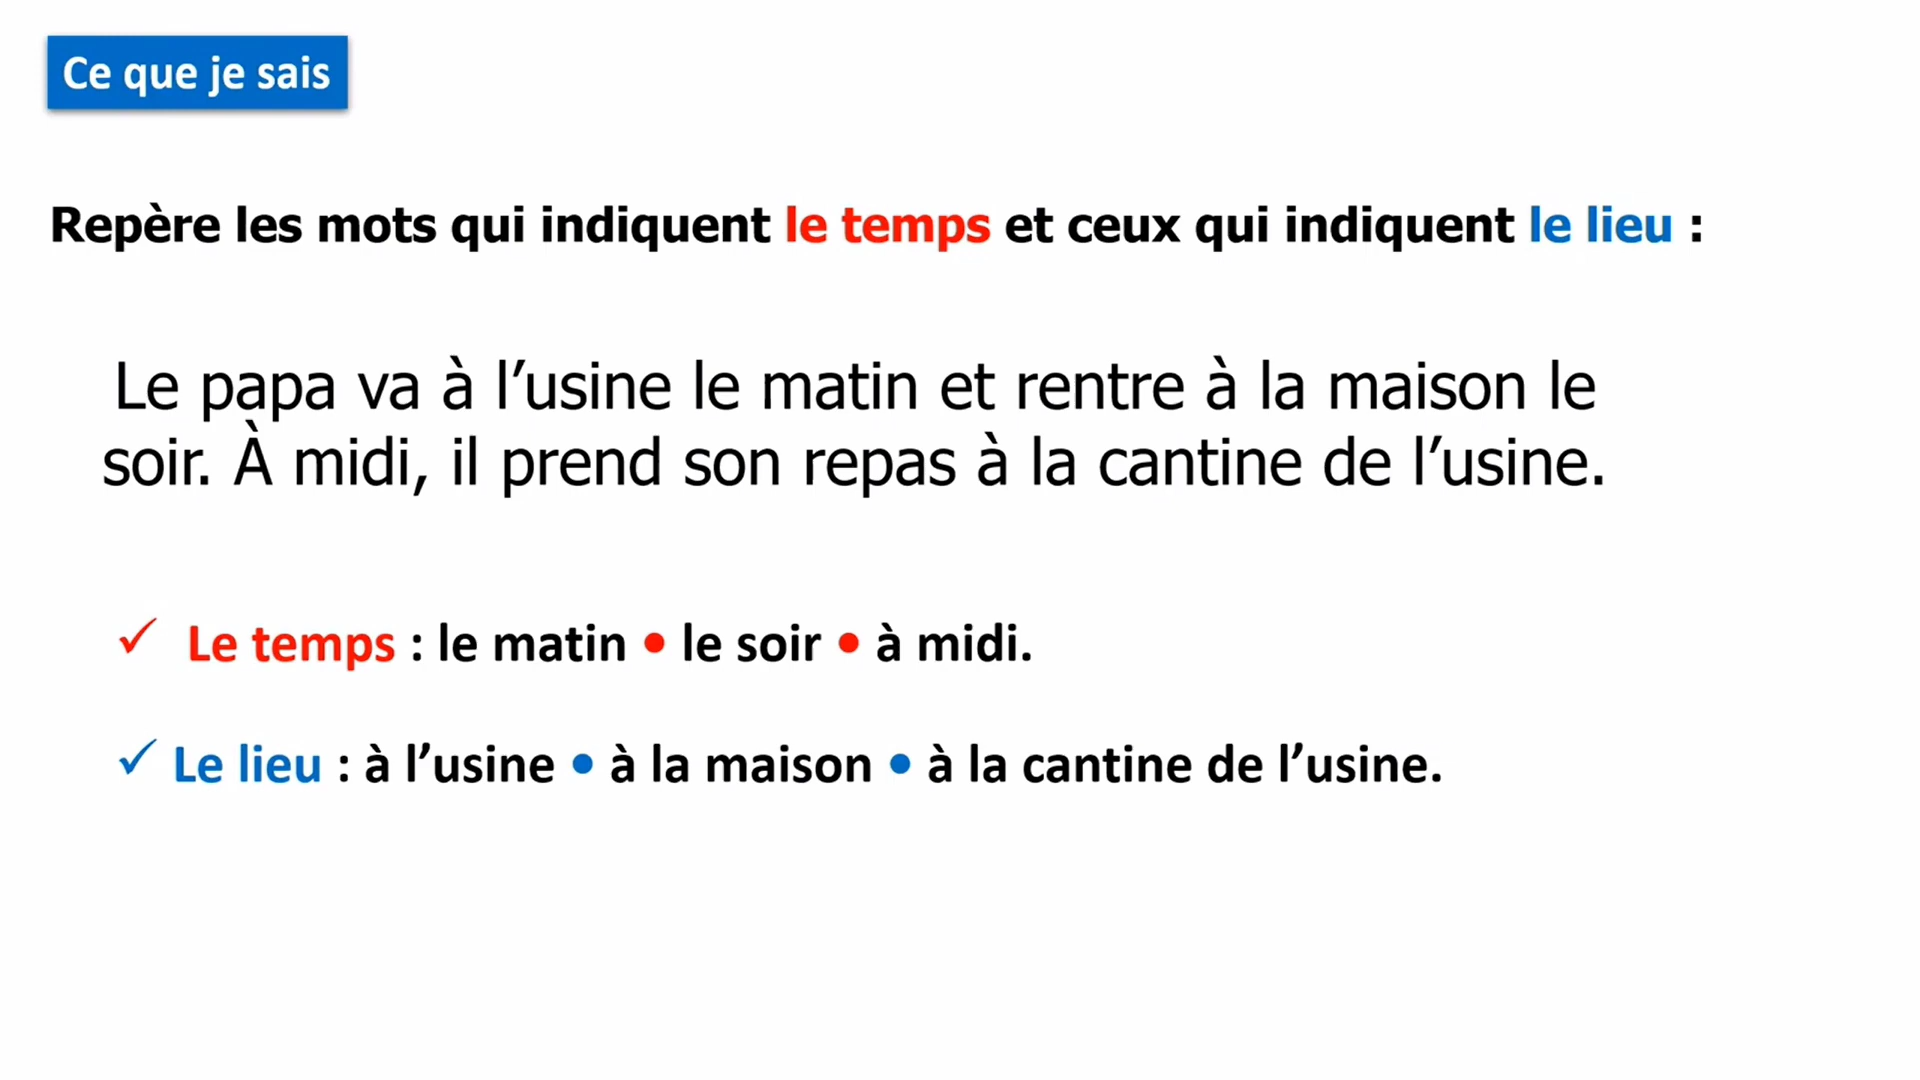 Ce que je sais
Repère les mots qui indiquent le temps et ceux qui indiquent le lieu :
Le papa va à l’usine le matin et rentre à la maison le
soir. À midi, il prend son repas à la cantine de l’usine.
✓ Le temps : le matin • le soir • à midi.
✓ Le lieu : à l’usine • à la maison • à la cantine de l’usine.